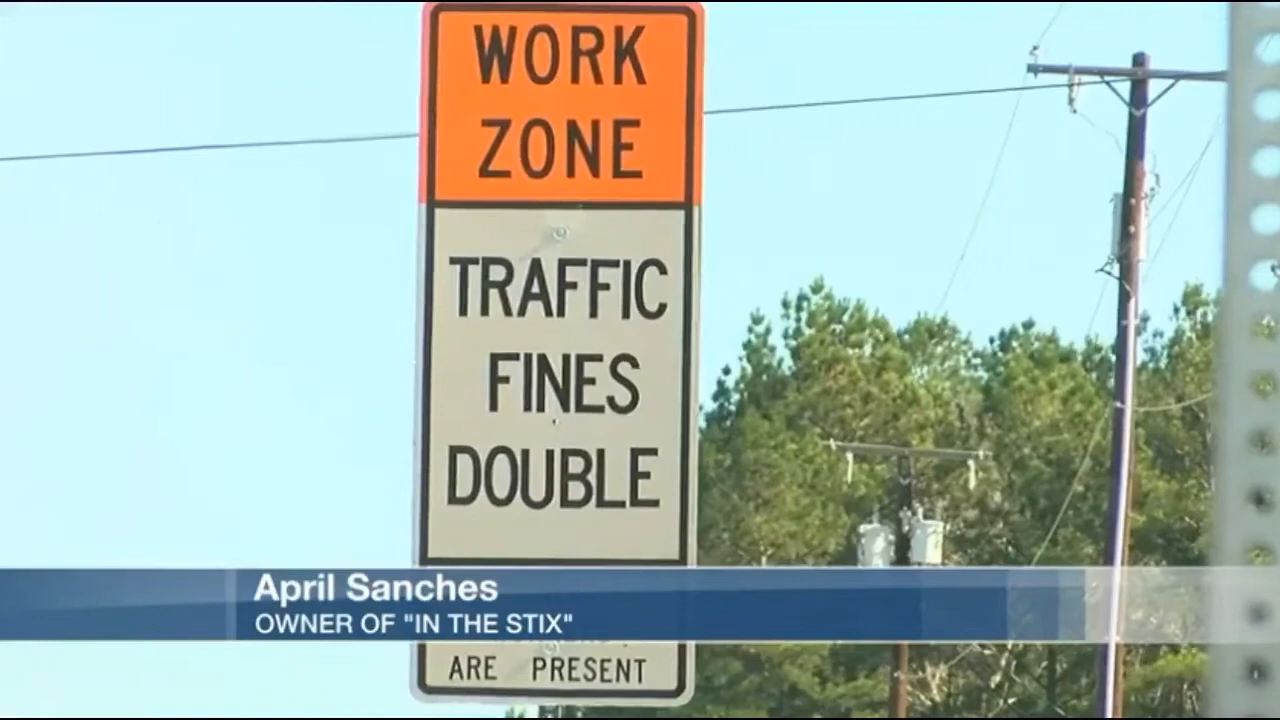 WORK
ZONE
TRAFFIC
FINES
DOUBLE
April Sanches
OWNER OF "IN THE STIX"
ARE PRESENT